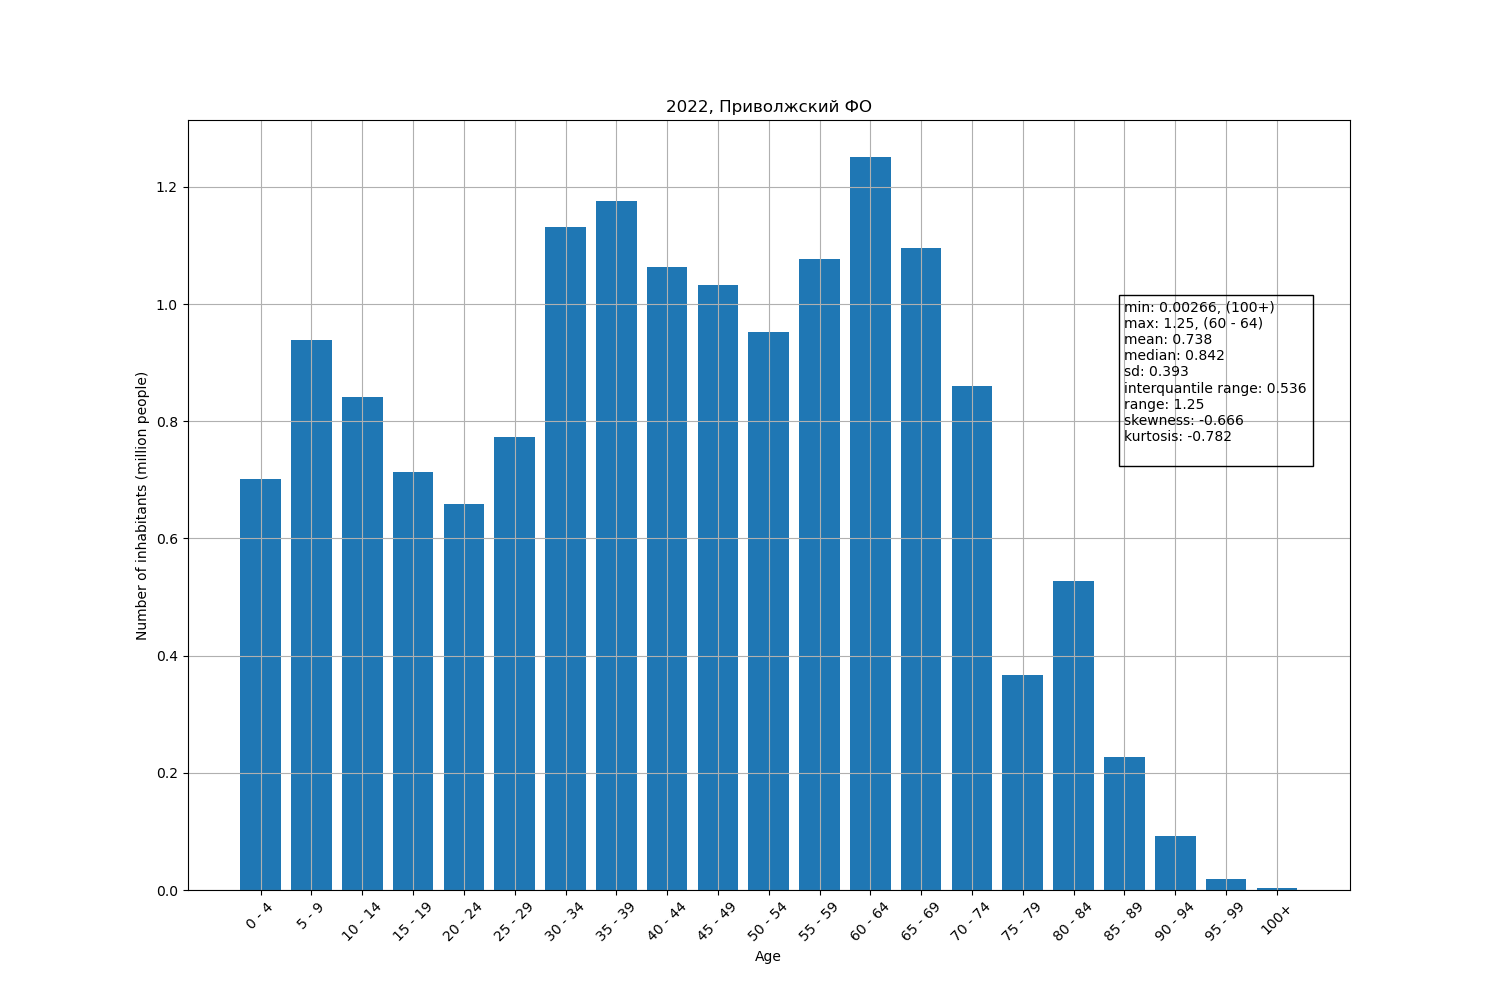 2022, Приволжский ФО
Number of inhabitants (million people)
1.2
1.0
0.8
0.6
0.4
0.2
0.0
min: 0.00266, (100+)
max: 1.25, (60 - 64)
mean: 0.738
median: 0.842
sd: 0.393
interquantile range: 0.536
range: 1.25
skewness: -0.666
kurtosis: -0.782
0 - 4
5 - 9
10 - 14
15 - 19
20 - 24
25 - 29
30 - 34
35 - 39
40 - 44
45 - 49
50 - 54
55 - 59
60 - 64
65 - 69
70 - 74
75 - 79
80 - 84
85 - 89
90 - 94
95 - 99
100+
Age